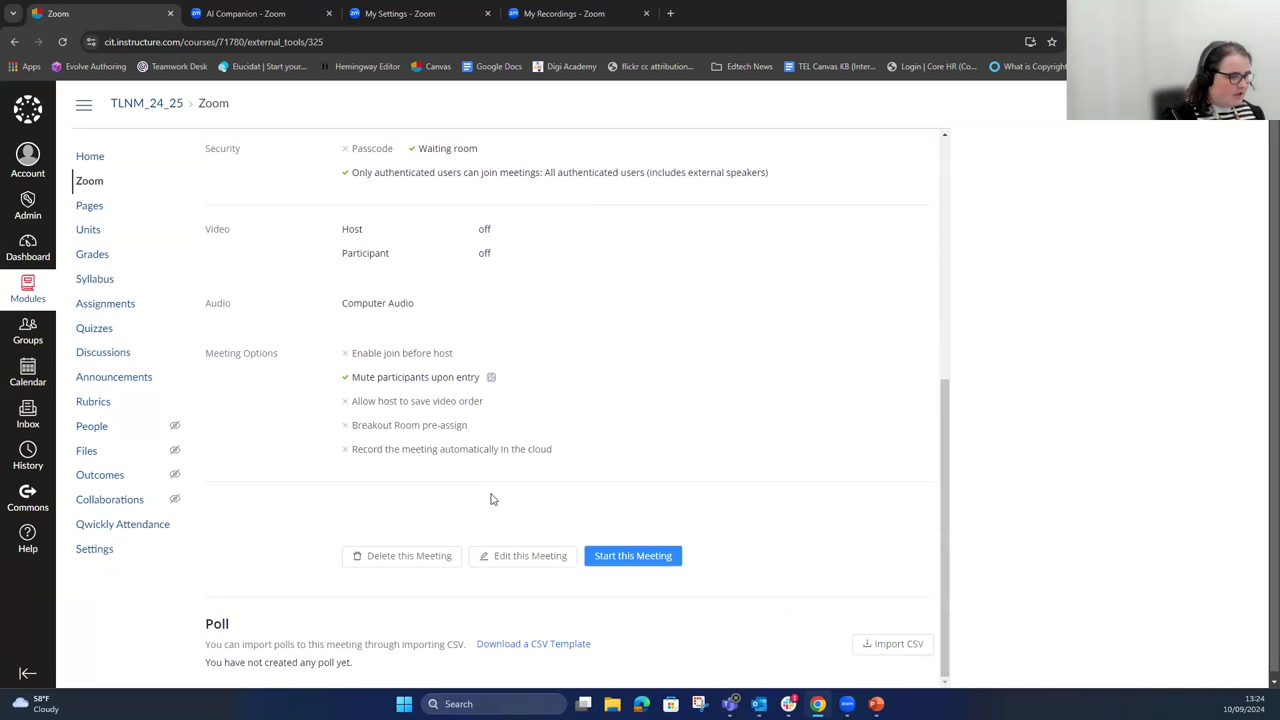 Zoom
AI Companion - Zoom
My Settings - Zoom
My Recordings - Zoom
cit.instructure.com/courses/71780/external_tools/325
Apps
Evolve Authoring
Teamwork Desk
Elucidat | Start your...
Hemingway Editor
Canvas
Google Docs
Digi Academy
flickr cc attribution...
Edtech News
TEL Canvas KB (Inter...
Login | Core HR (Co...
What is Copyright
TLNM_24_25 › Zoom
Account
Admin
Dashboard
Modules
Groups
Calendar
Inbox
History
Commons
Help
Home
Zoom
Pages
Units
Grades
Syllabus
Assignments
Quizzes
Discussions
Announcements
Rubrics
People
Files
Outcomes
Collaborations
Qwickly Attendance
Settings
Security
Passcode
Waiting room
Only authenticated users can join meetings: All authenticated users (includes external speakers)
Video
Host off
Participant off
Audio
Computer Audio
Meeting Options
Enable join before host
Mute participants upon entry
Allow host to save video order
Breakout Room pre-assign
Record the meeting automatically In the cloud
Delete this Meeting
Edit this Meeting
Start this Meeting
Poll
You can import polls to this meeting through importing CSV. Download a CSV Template
Import CSV
You have not created any poll yet.
58°F
Cloudy
Search
13:24
10/09/2024